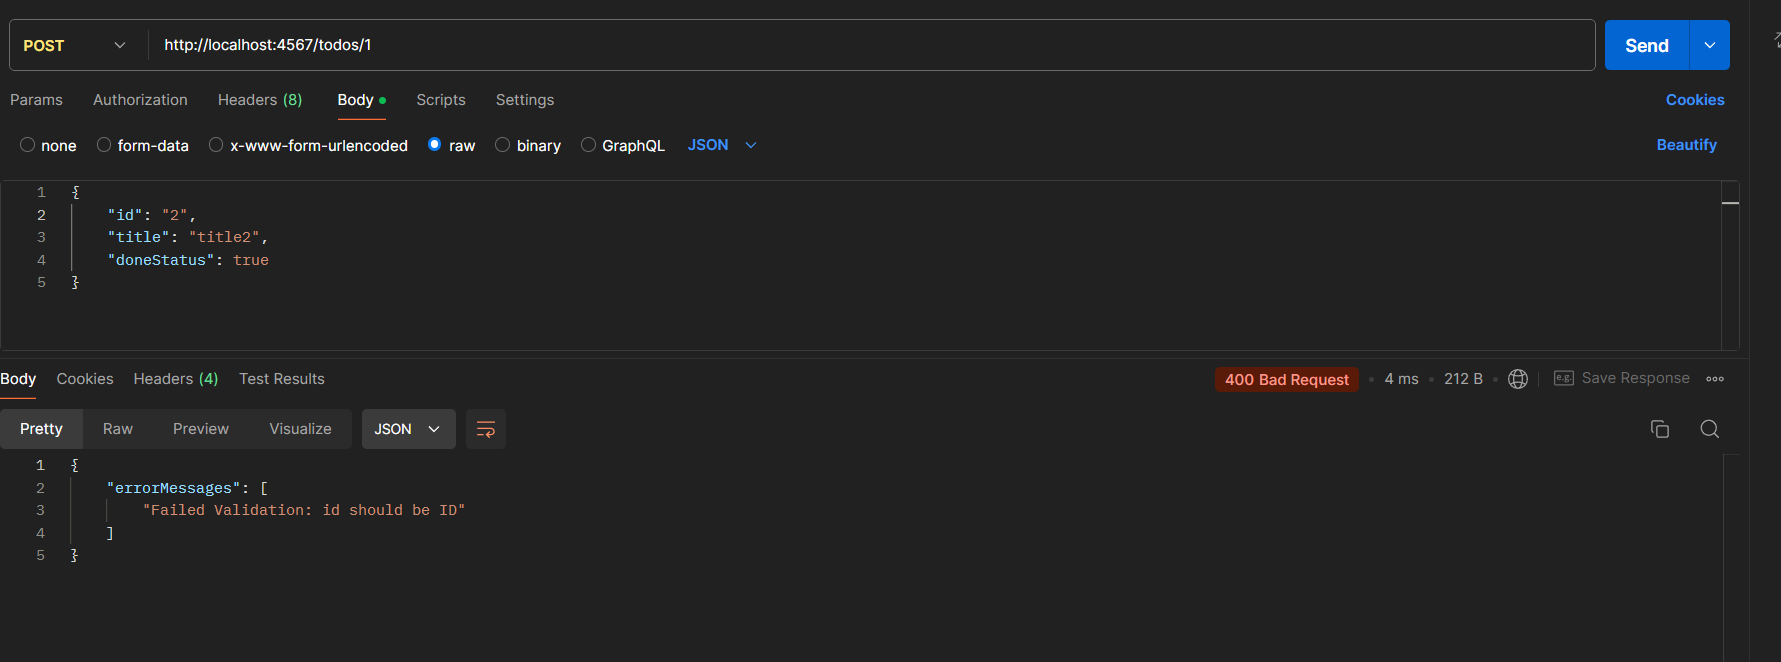 POST http://localhost:4567/todos/1 Send
Params Authorization Headers (8) Body Scripts Settings Cookies
none form-data x-www-form-urlencoded raw binary GraphQL JSON Beautify
1 {
2 "id": "2",
3 "title": "title2",
4 "doneStatus": true
5 }
Body Cookies Headers (4) Test Results 400 Bad Request • 4 ms • 212 B • e.g. Save Response
Pretty Raw Preview Visualize JSON
1 {
2 "errorMessages": [
3 "Failed Validation: id should be ID"
4 ]
5 }